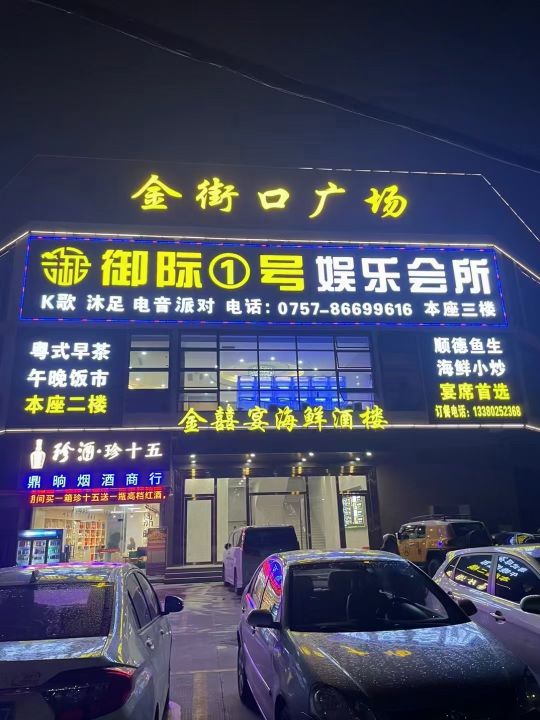 金街口广场
御 御际①号 娱乐会所
K歌 沐足 电音派对 电话：0757-86699616 本座三楼
粤式早茶
午晚饭市
本座二楼
顺德鱼生
海鲜小炒
宴席首选
订餐电话：13380252368
金囍宴海鲜酒楼
珍酒·珍十五
鼎晌烟酒商行
期间买一箱珍十五送一瓶高档红酒，